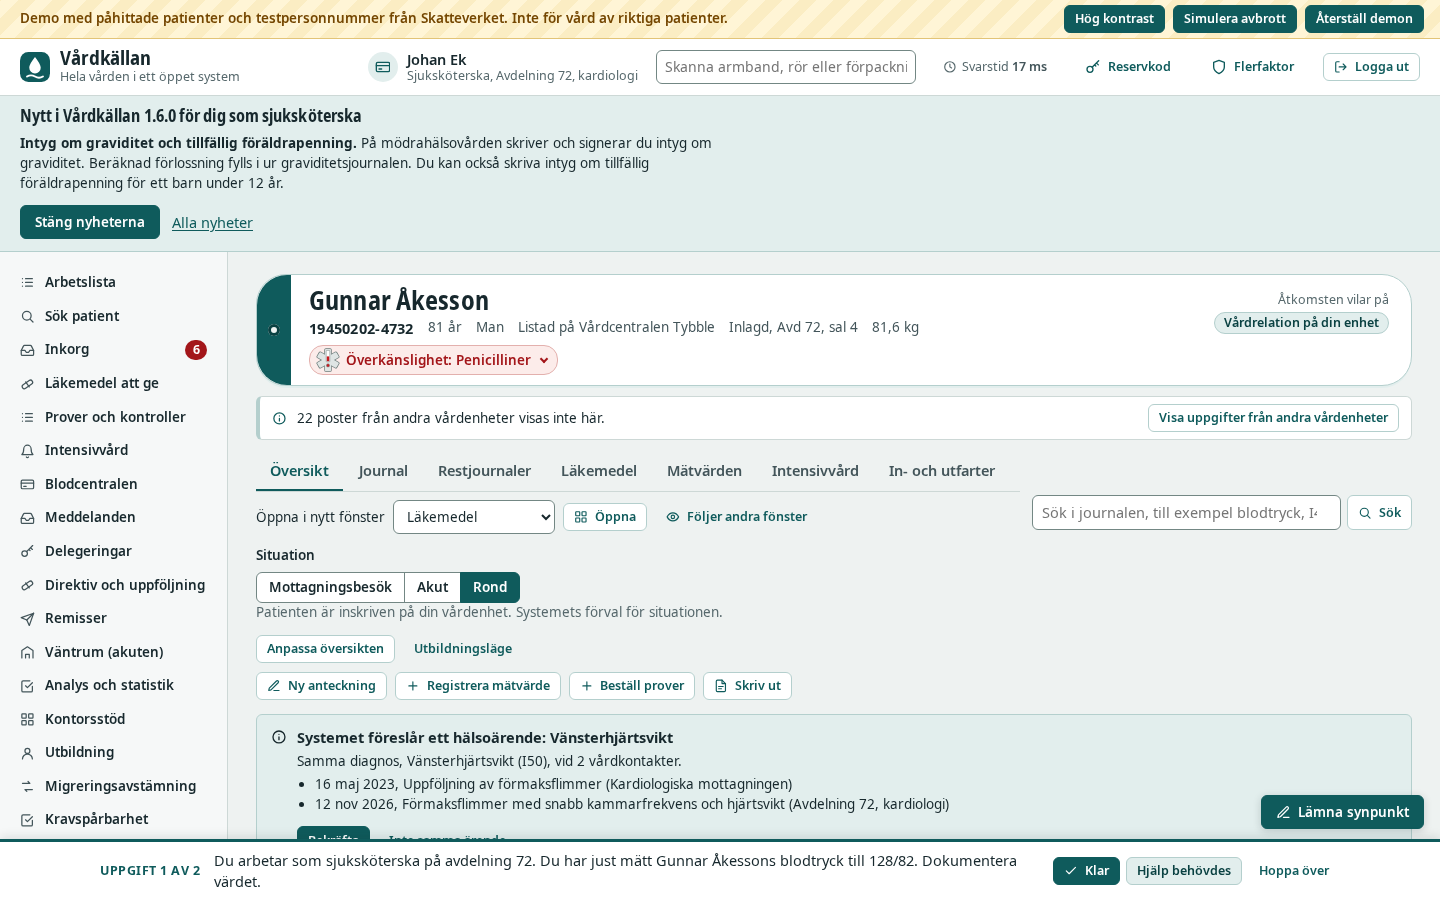 Demo med påhittade patienter och testpersonnummer från Skatteverket. Inte för vård av riktiga patienter.
Hög kontrast
Simulera avbrott
Återställ demon
Vårdkällan
Hela vården i ett öppet system
Johan Ek
Sjuksköterska, Avdelning 72, kardiologi
Skanna armband, rör eller förpackni
Svarstid 17 ms
Reservkod
Flerfaktor
Logga ut
Nytt i Vårdkällan 1.6.0 för dig som sjuksköterska
Intyg om graviditet och tillfällig föräldrapenning. På mödrahälsovården skriver och signerar du intyg om
graviditet. Beräknad förlossning fylls i ur graviditetsjournalen. Du kan också skriva intyg om tillfällig
föräldrapenning för ett barn under 12 år.
Stäng nyheterna
Alla nyheter
Arbetslista
Sök patient
Inkorg
6
Läkemedel att ge
Prover och kontroller
Intensivvård
Blodcentralen
Meddelanden
Delegeringar
Direktiv och uppföljning
Remisser
Väntrum (akuten)
Analys och statistik
Kontorsstöd
Utbildning
Migreringsavstämning
Kravspårbarhet
Gunnar Åkesson
19450202-4732 81 år Man Listad på Vårdcentralen Tybble Inlagd, Avd 72, sal 4 81,6 kg
Överkänslighet: Penicilliner
Åtkomsten vilar på
Vårdrelation på din enhet
22 poster från andra vårdenheter visas inte här.
Visa uppgifter från andra vårdenheter
Översikt
Journal
Restjournaler
Läkemedel
Mätvärden
Intensivvård
In- och utfarter
Öppna i nytt fönster
Läkemedel
Öppna
Följer andra fönster
Sök i journalen, till exempel blodtryck, I4
Sök
Situation
Mottagningsbesök
Akut
Rond
Patienten är inskriven på din vårdenhet. Systemets förval för situationen.
Anpassa översikten
Utbildningsläge
Ny anteckning
Registrera mätvärde
Beställ prover
Skriv ut
Systemet föreslår ett hälsoärende: Vänsterhjärtsvikt
Samma diagnos, Vänsterhjärtsvikt (I50), vid 2 vårdkontakter.
16 maj 2023, Uppföljning av förmaksflimmer (Kardiologiska mottagningen)
12 nov 2026, Förmaksflimmer med snabb kammarfrekvens och hjärtsvikt (Avdelning 72, kardiologi)
Lämna synpunkt
UPPGIFT 1 AV 2
Du arbetar som sjuksköterska på avdelning 72. Du har just mätt Gunnar Åkessons blodtryck till 128/82. Dokumentera
värdet.
Klar
Hjälp behövdes
Hoppa över